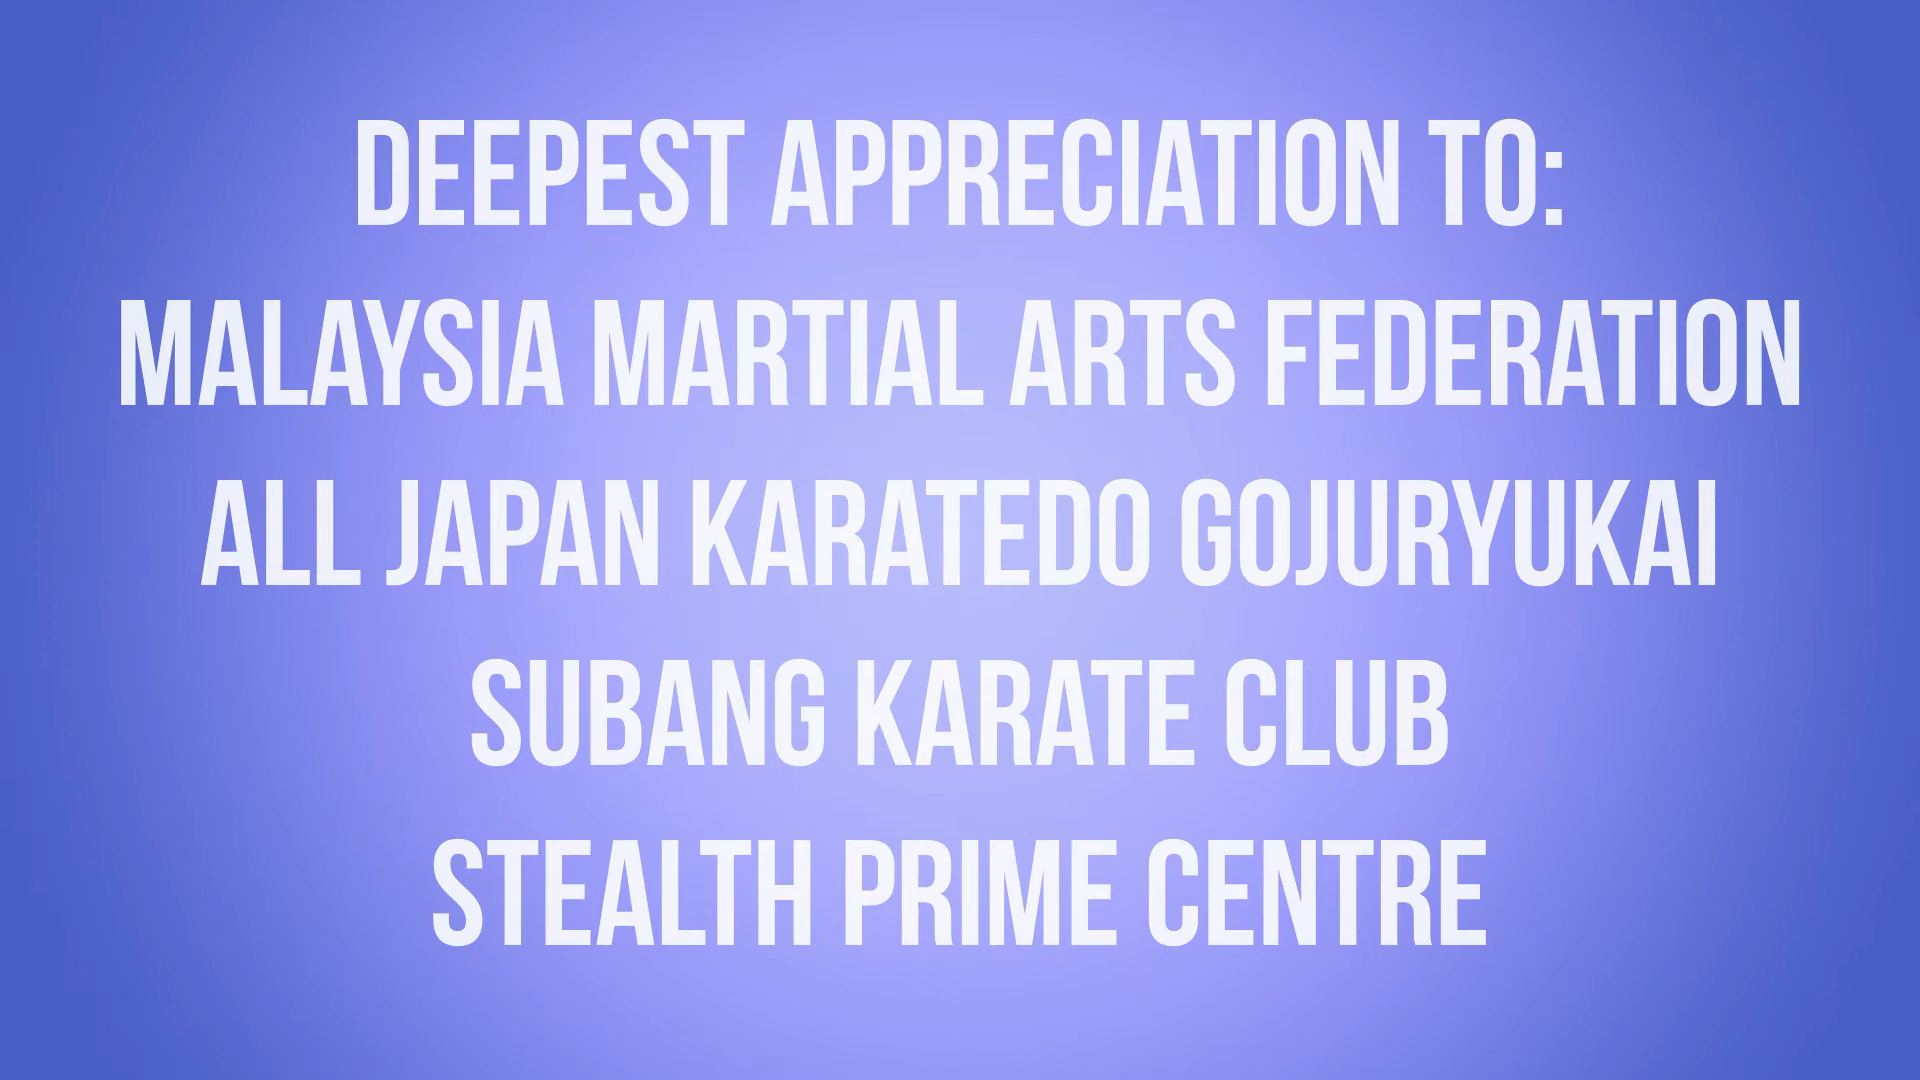 DEEPEST APPRECIATION TO:
MALAYSIA MARTIAL ARTS FEDERATION
ALL JAPAN KARATEDO GOJURYUKAI
SUBANG KARATE CLUB
STEALTH PRIME CENTRE